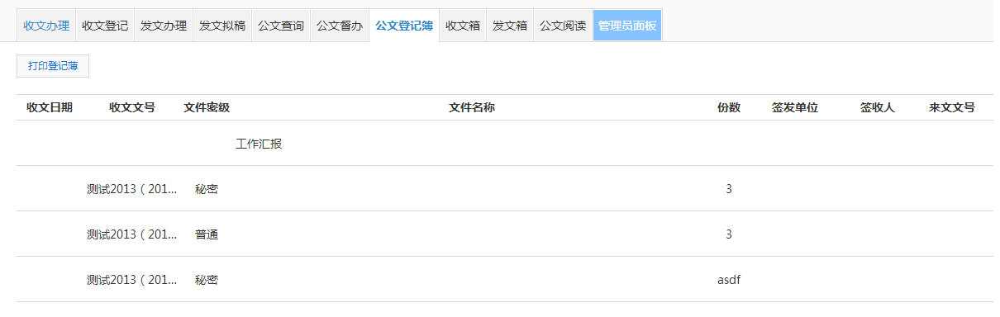 收文办理 收文登记 发文办理 发文拟稿 公文查询 公文督办 公文登记簿 收文箱 发文箱 公文阅读 管理员面板
打印登记薄
收文日期 收文文号 文件密级 文件名称 份数 签发单位 签收人 来文文号
工作汇报
测试2013（201... 秘密 3
测试2013（201... 普通 3
测试2013（201... 秘密 asdf